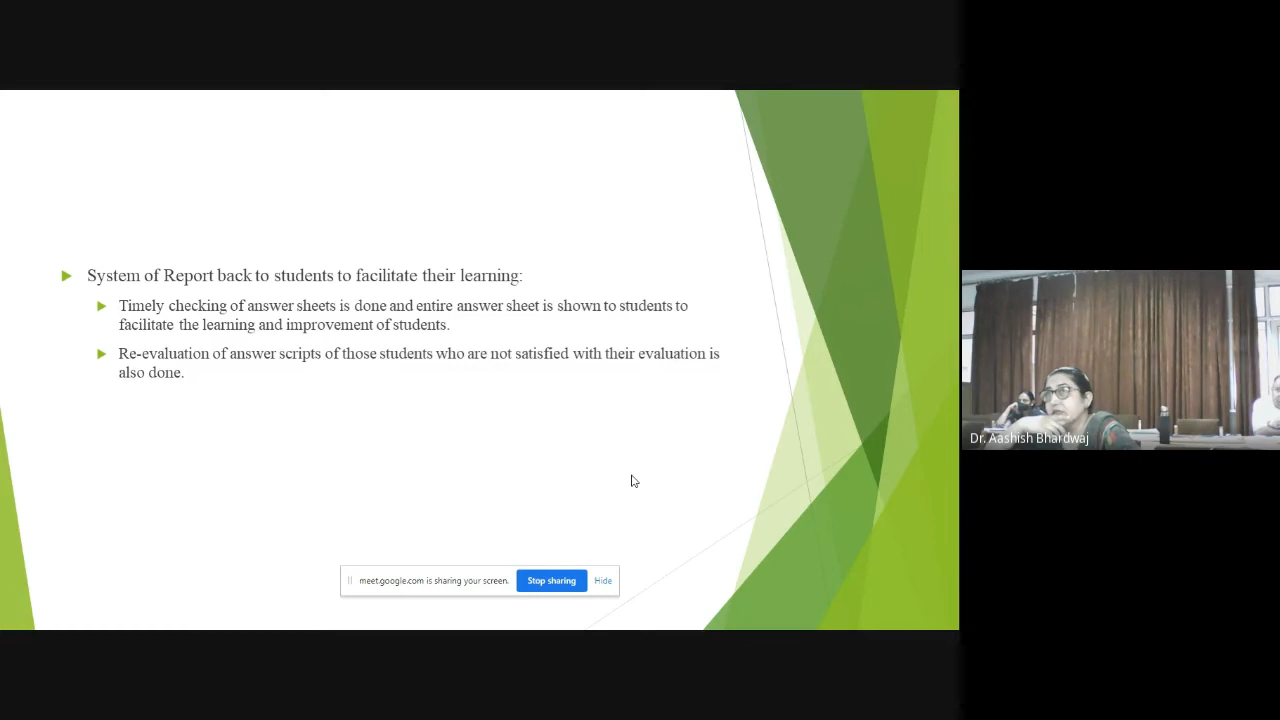 System of Report back to students to facilitate their learning:
Timely checking of answer sheets is done and entire answer sheet is shown to students to
facilitate the learning and improvement of students.
Re-evaluation of answer scripts of those students who are not satisfied with their evaluation is
also done.
Dr. Aashish Bhardwaj
meet.google.com is sharing your screen. Stop sharing Hide